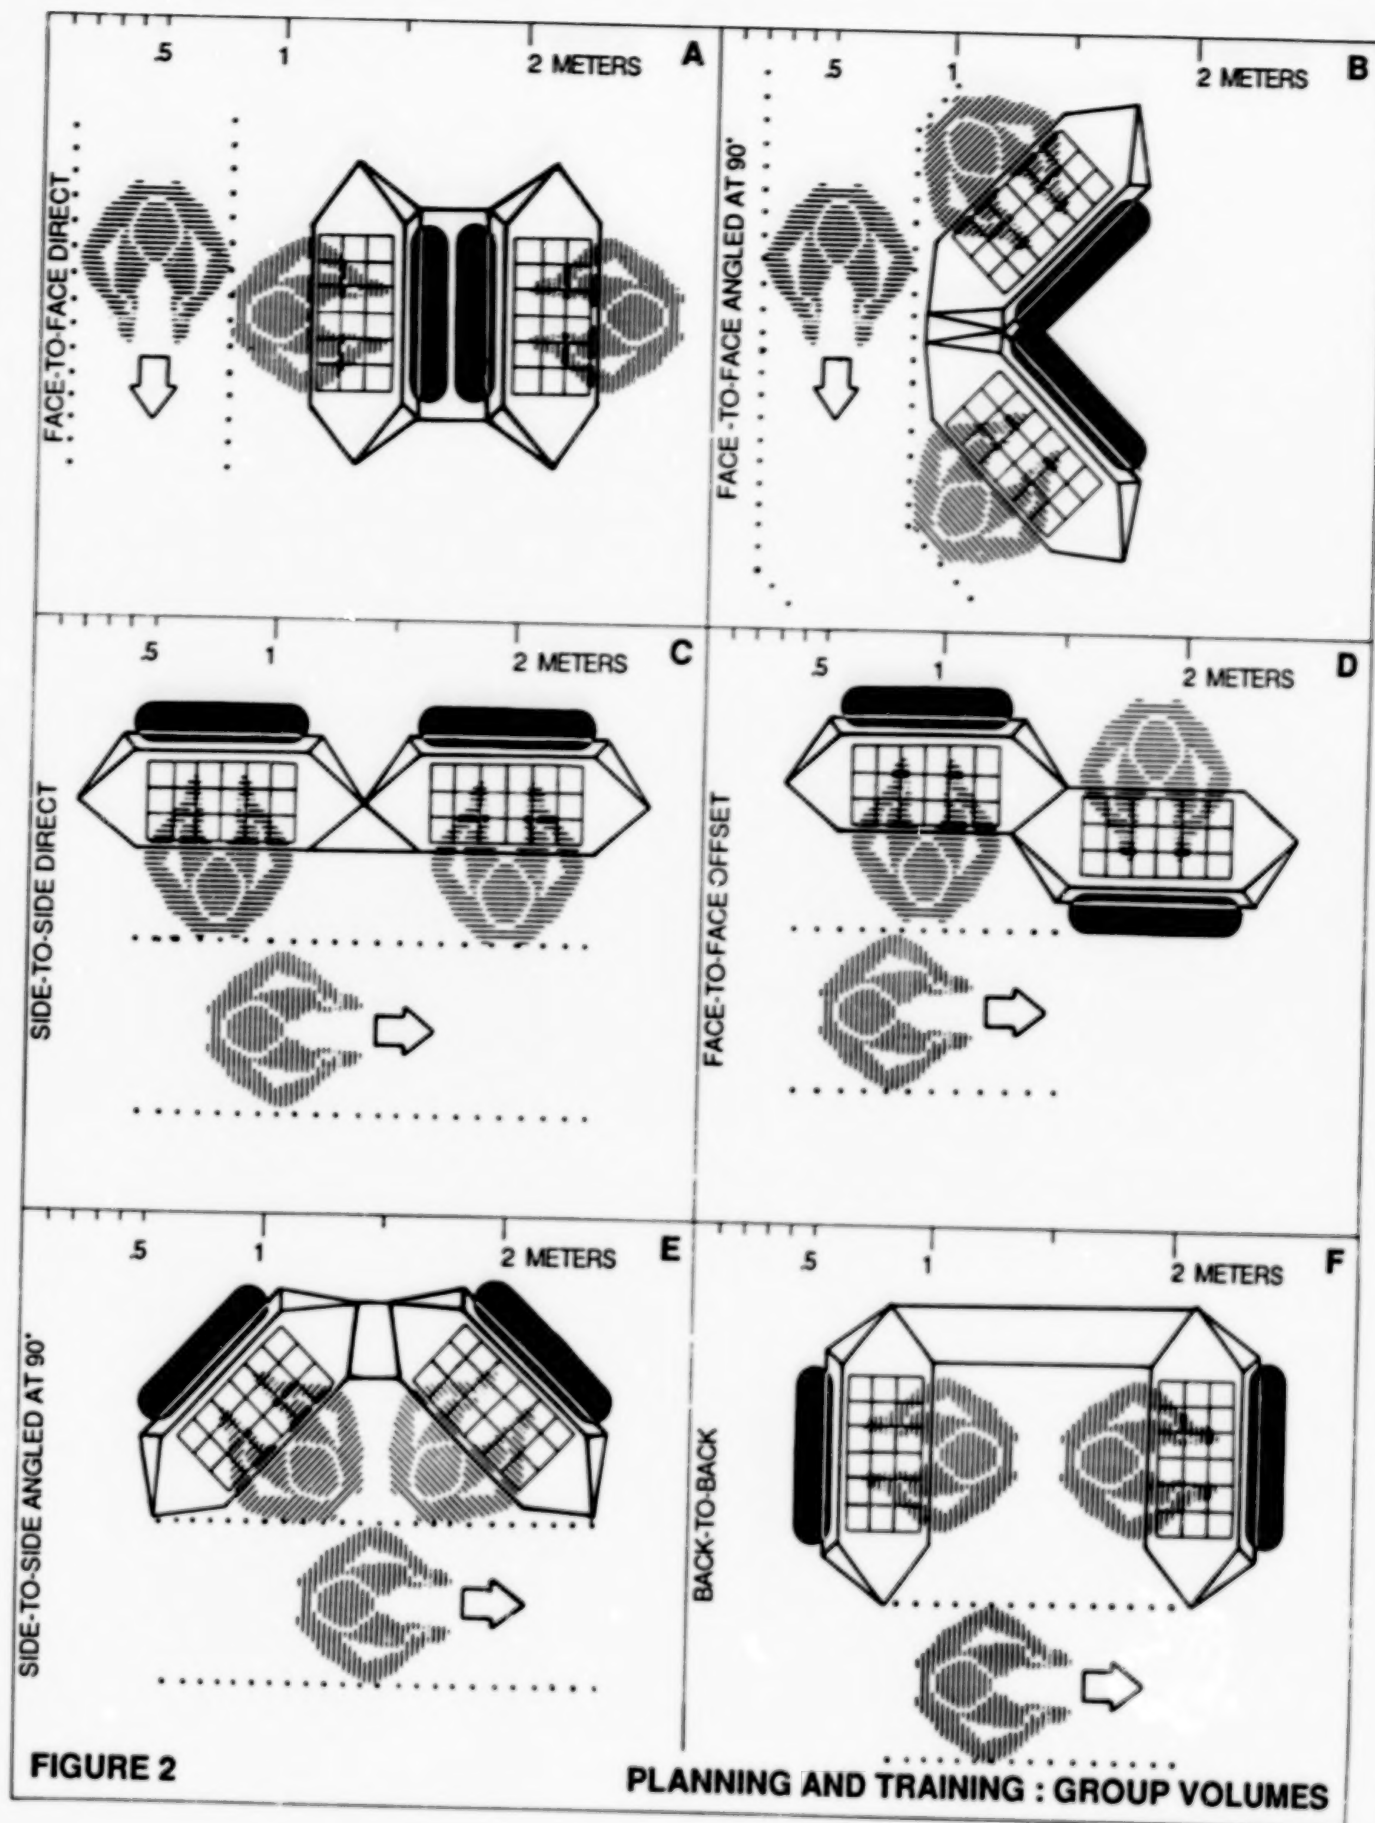 .5 1 2 METERS A
FACE-TO-FACE DIRECT
.5 1 2 METERS B
FACE-TO-FACE ANGLED AT 90°
.5 1 2 METERS C
SIDE-TO-SIDE DIRECT
.5 1 2 METERS D
FACE-TO-FACE OFFSET
.5 1 2 METERS E
SIDE-TO-SIDE ANGLED AT 90°
.5 1 2 METERS F
BACK-TO-BACK
FIGURE 2
PLANNING AND TRAINING : GROUP VOLUMES